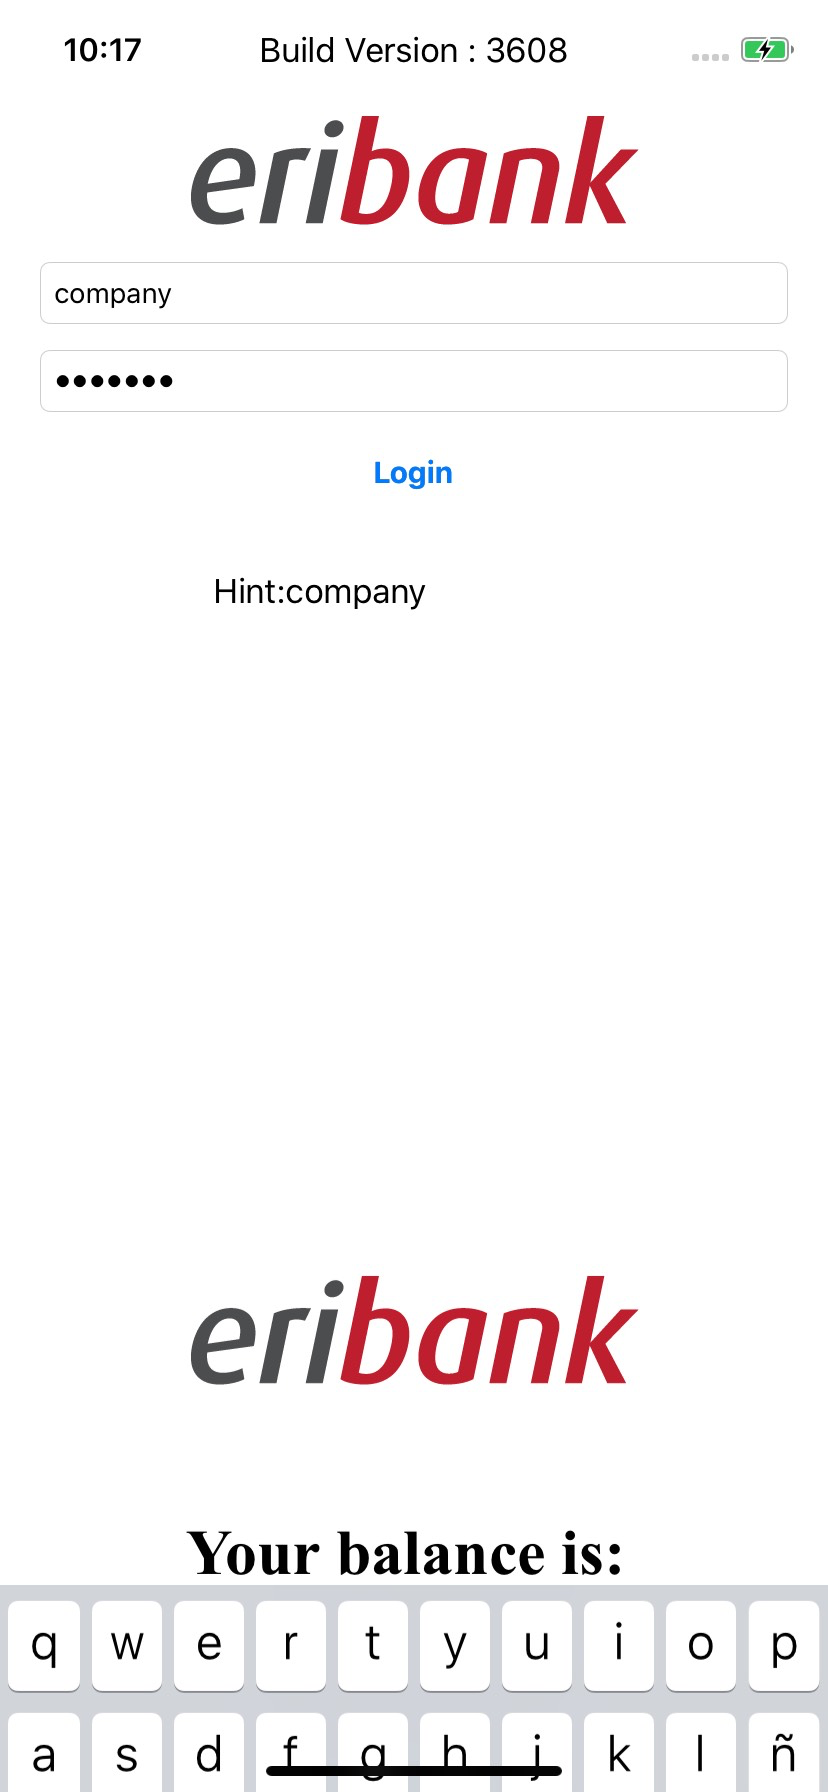 10:17 Build Version : 3608
eribank
company
•••••••
Login
Hint:company
eribank
Your balance is:
q w e r t y u i o p
a s d f g h j k l ñ